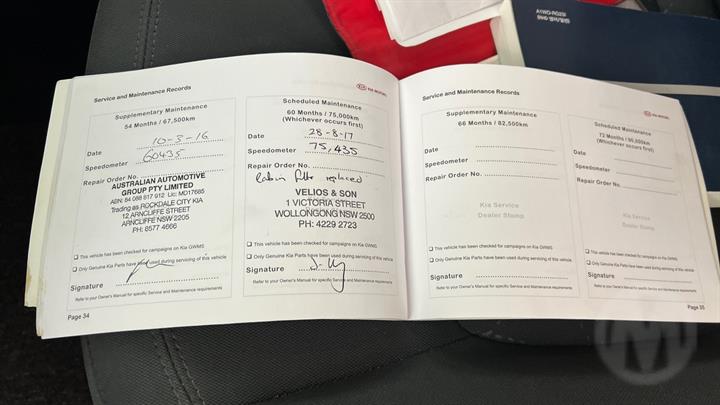 Service and Maintenance Records
KIA MOTORS
Supplementary Maintenance
54 Months / 67,500km
Date 10-3-16
Speedometer 60435
Repair Order No.
AUSTRALIAN AUTOMOTIVE
GROUP PTY LIMITED
ABN: 84 088 817 912 Lic: MD17685
Trading as ROCKDALE CITY KIA
12 ARNCLIFFE STREET
ARNCLIFFE NSW 2205
PH: 8577 4666
This vehicle has been checked for campaigns on Kia GWMS
Only Genuine Kia Parts have been used during servicing of this vehicle
Signature
Refer to your Owner's Manual for specific Service and Maintenance requirements
Page 34
Scheduled Maintenance
60 Months / 75,000km
(Whichever occurs first)
Date 28-8-17
Speedometer 75,435
Repair Order No.
Cabin filter replaced
VELIOS & SON
1 VICTORIA STREET
WOLLONGONG NSW 2500
PH: 4229 2723
This vehicle has been checked for campaigns on Kia GWMS
Only Genuine Kia Parts have been used during servicing of this vehicle
Signature
Refer to your Owner's Manual for specific Service and Maintenance requirements
Service and Maintenance Records
Supplementary Maintenance
66 Months / 82,500km
Date
Speedometer
Repair Order No.
Kia Service
Dealer Stamp
This vehicle has been checked for campaigns on Kia GWMS
Only Genuine Kia Parts have been used during servicing of this vehicle
Signature
Refer to your Owner's Manual for specific Service and Maintenance requirements
Scheduled Maintenance
72 Months / 90,000km
(Whichever occurs first)
Date
Speedometer
Repair Order No.
Kia Service
Dealer Stamp
This vehicle has been checked for campaigns on Kia GWMS
Only Genuine Kia Parts have been used during servicing of this vehicle
Signature
Refer to your Owner's Manual for specific Service and Maintenance requirements
Page 35
M